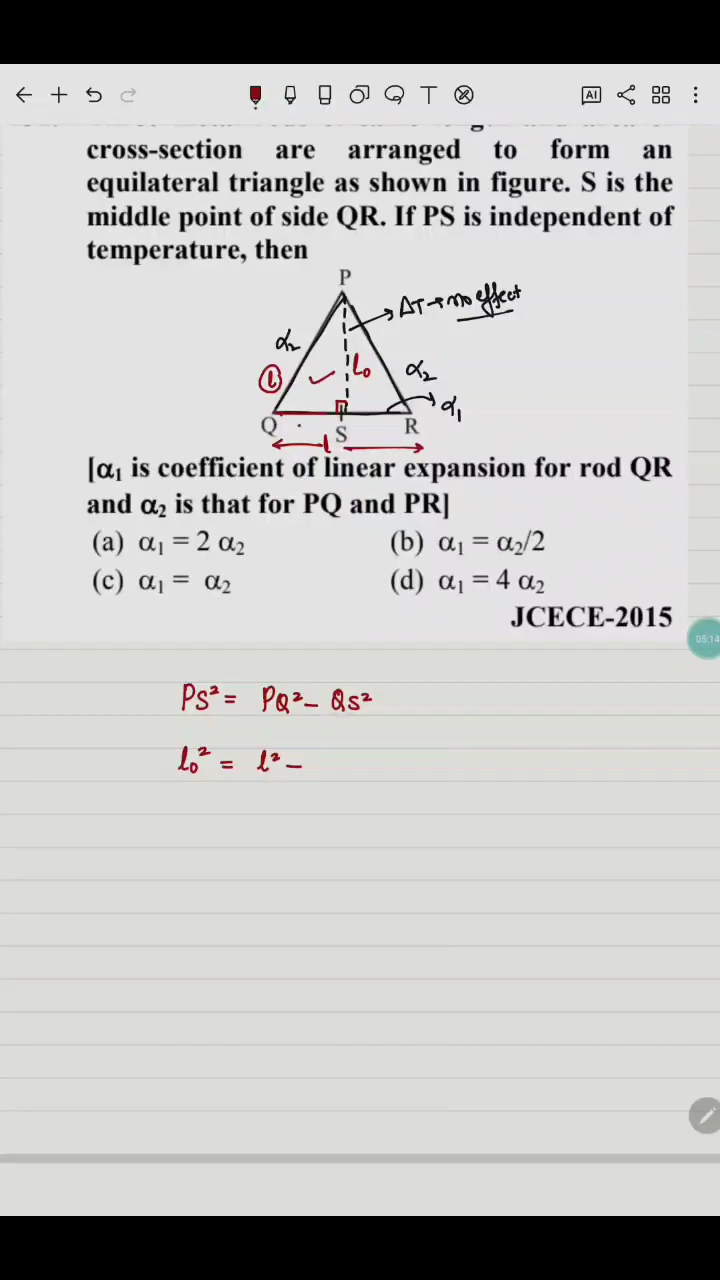 AI
cross-section are arranged to form an
equilateral triangle as shown in figure. S is the
middle point of side QR. If PS is independent of
temperature, then
P
ΔT → no effect
α₂
l
l₀
α₂
α₁
Q
S
R
l
[α₁ is coefficient of linear expansion for rod QR
and α₂ is that for PQ and PR]
(a) α₁ = 2 α₂ (b) α₁ = α₂/2
(c) α₁ = α₂ (d) α₁ = 4 α₂
JCECE-2015
05:14
PS² = PQ² – QS²
l₀² = l² –